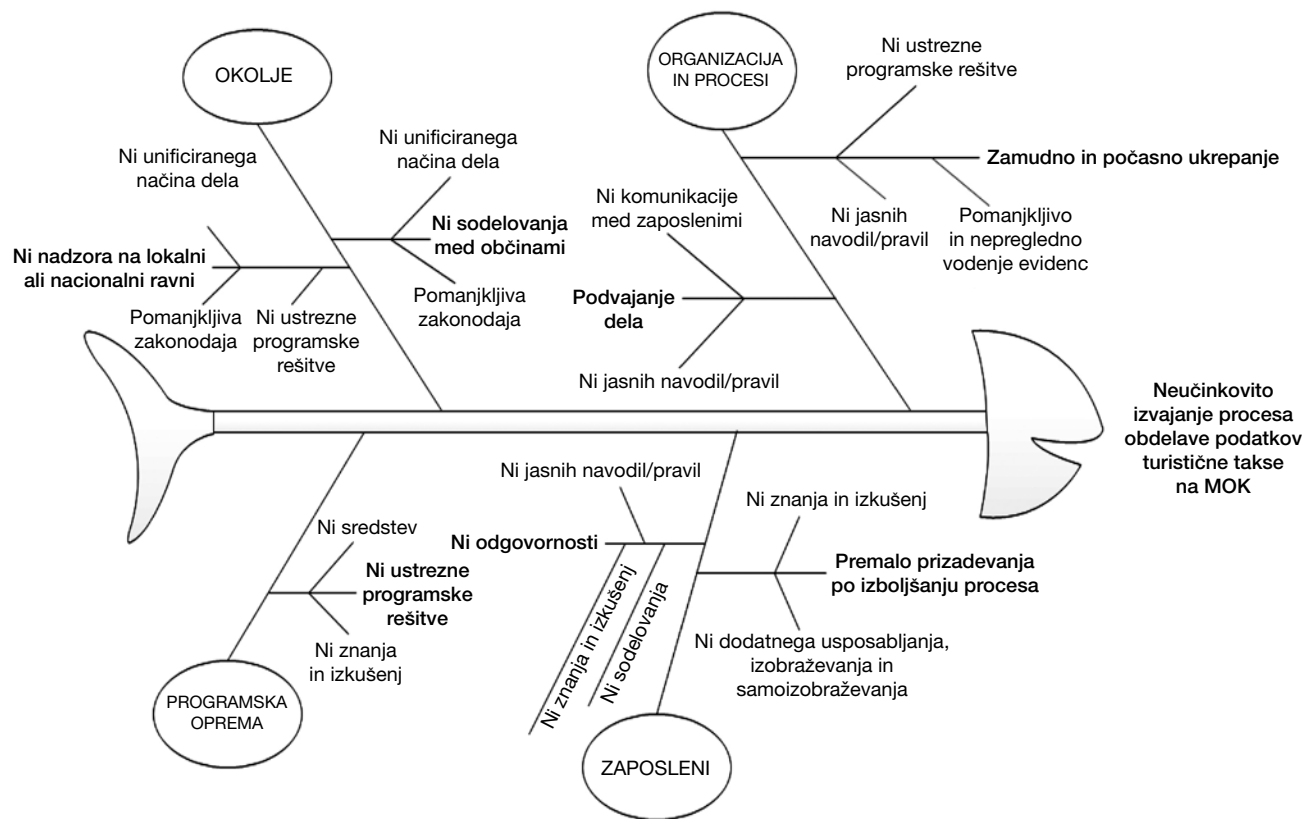 OKOLJE
ORGANIZACIJA
IN PROCESI
Ni ustrezne
programske rešitve
Ni unificiranega
načina dela
Ni unificiranega
načina dela
Zamudno in počasno ukrepanje
Ni komunikacije
med zaposlenimi
Ni jasnih
navodil/pravil
Pomanjkljivo
in nepregledno
vodenje evidenc
Ni sodelovanja
med občinami
Ni nadzora na lokalni
ali nacionalni ravni
Pomanjkljiva
zakonodaja
Podvajanje
dela
Pomanjkljiva
zakonodaja
Ni ustrezne
programske
rešitve
Ni jasnih navodil/pravil
Neučinkovito
izvajanje procesa
obdelave podatkov
turistične takse
na MOK
Ni jasnih navodil/pravil
Ni znanja in izkušenj
Ni sredstev
Ni odgovornosti
Ni ustrezne
programske
rešitve
Premalo prizadevanja
po izboljšanju procesa
Ni znanja in izkušenj
Ni sodelovanja
Ni znanja
in izkušenj
Ni dodatnega usposabljanja,
izobraževanja in
samoizobraževanja
PROGRAMSKA
OPREMA
ZAPOSLENI